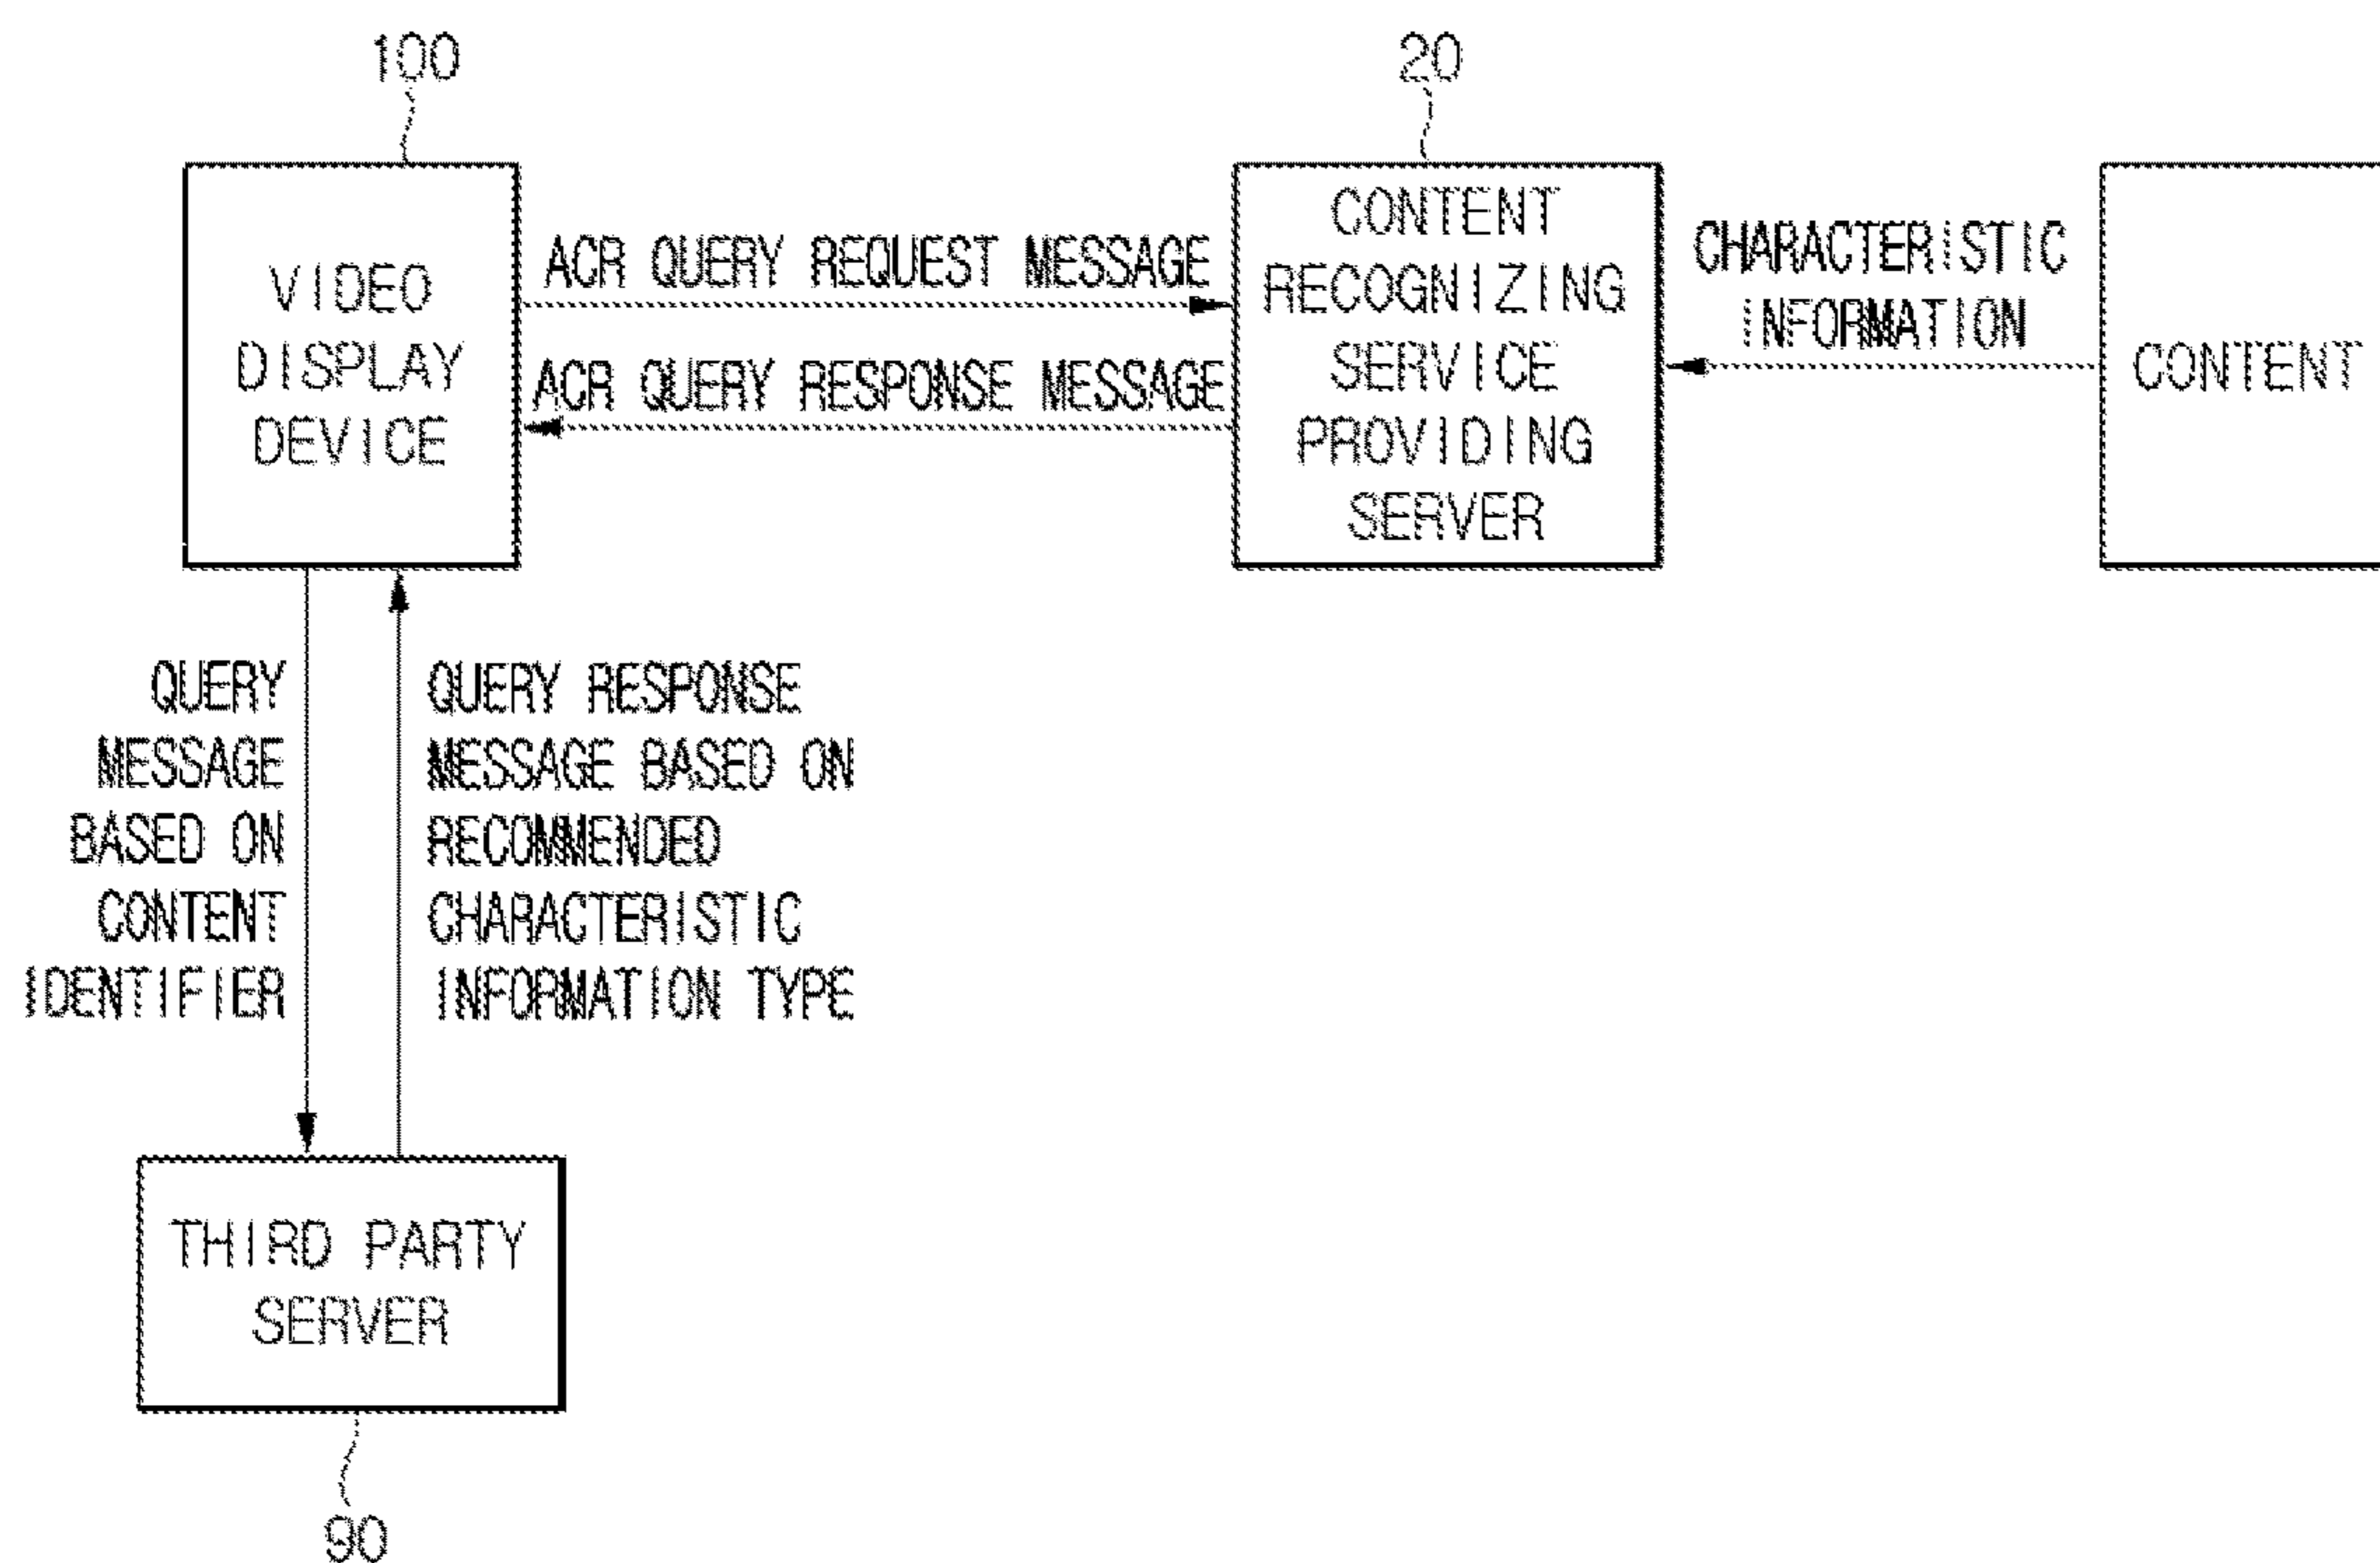 100
20
VIDEO
DISPLAY
DEVICE
ACR QUERY REQUEST MESSAGE
ACR QUERY RESPONSE MESSAGE
CONTENT
RECOGNIZING
SERVICE
PROVIDING
SERVER
CHARACTERISTIC
INFORMATION
CONTENT
QUERY
MESSAGE
BASED ON
CONTENT
IDENTIFIER
QUERY RESPONSE
MESSAGE BASED ON
RECOMMENDED
CHARACTERISTIC
INFORMATION TYPE
THIRD PARTY
SERVER
90